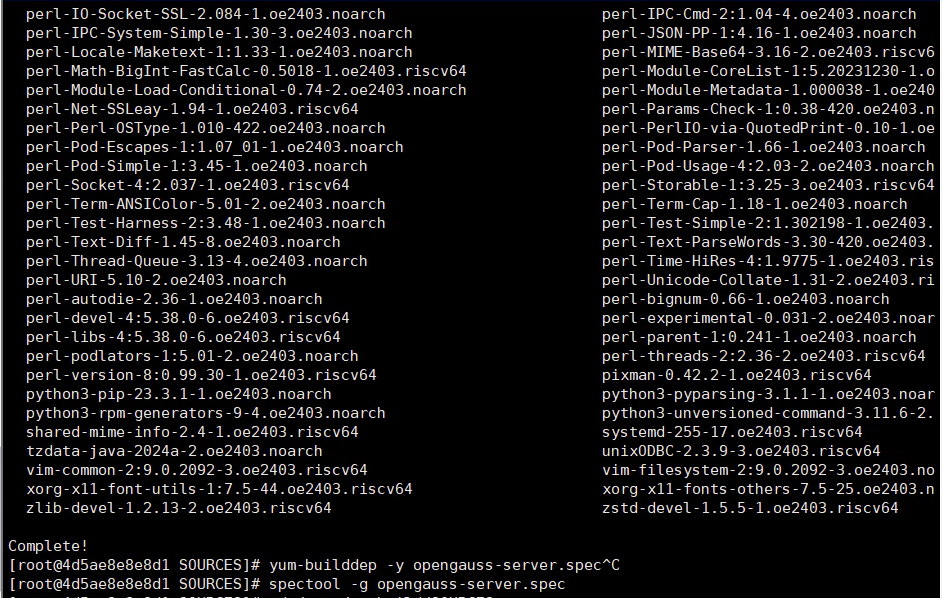 perl-IO-Socket-SSL-2.084-1.oe2403.noarch perl-IPC-Cmd-2:1.04-4.oe2403.noarch
perl-IPC-System-Simple-1.30-3.oe2403.noarch perl-JSON-PP-1:4.16-1.oe2403.noarch
perl-Locale-Maketext-1:1.33-1.oe2403.noarch perl-MIME-Base64-3.16-2.oe2403.riscv6
perl-Math-BigInt-FastCalc-0.5018-1.oe2403.riscv64 perl-Module-CoreList-1:5.20231230-1.o
perl-Module-Load-Conditional-0.74-2.oe2403.noarch perl-Module-Metadata-1.000038-1.oe240
perl-Net-SSLeay-1.94-1.oe2403.riscv64 perl-Params-Check-1:0.38-420.oe2403.n
perl-Perl-OSType-1.010-422.oe2403.noarch perl-PerlIO-via-QuotedPrint-0.10-1.oe
perl-Pod-Escapes-1:1.07_01-1.oe2403.noarch perl-Pod-Parser-1.66-1.oe2403.noarch
perl-Pod-Simple-1:3.45-1.oe2403.noarch perl-Pod-Usage-4:2.03-2.oe2403.noarch
perl-Socket-4:2.037-1.oe2403.riscv64 perl-Storable-1:3.25-3.oe2403.riscv64
perl-Term-ANSIColor-5.01-2.oe2403.noarch perl-Term-Cap-1.18-1.oe2403.noarch
perl-Test-Harness-2:3.48-1.oe2403.noarch perl-Test-Simple-2:1.302198-1.oe2403.
perl-Text-Diff-1.45-8.oe2403.noarch perl-Text-ParseWords-3.30-420.oe2403.
perl-Thread-Queue-3.13-4.oe2403.noarch perl-Time-HiRes-4:1.9775-1.oe2403.ris
perl-URI-5.10-2.oe2403.noarch perl-Unicode-Collate-1.31-2.oe2403.ri
perl-autodie-2.36-1.oe2403.noarch perl-bignum-0.66-1.oe2403.noarch
perl-devel-4:5.38.0-6.oe2403.riscv64 perl-experimental-0.031-2.oe2403.noar
perl-libs-4:5.38.0-6.oe2403.riscv64 perl-parent-1:0.241-1.oe2403.noarch
perl-podlators-1:5.01-2.oe2403.noarch perl-threads-2:2.36-2.oe2403.riscv64
perl-version-8:0.99.30-1.oe2403.riscv64 pixman-0.42.2-1.oe2403.riscv64
python3-pip-23.3.1-1.oe2403.noarch python3-pyparsing-3.1.1-1.oe2403.noar
python3-rpm-generators-9-4.oe2403.noarch python3-unversioned-command-3.11.6-2.
shared-mime-info-2.4-1.oe2403.riscv64 systemd-255-17.oe2403.riscv64
tzdata-java-2024a-2.oe2403.noarch unixODBC-2.3.9-3.oe2403.riscv64
vim-common-2:9.0.2092-3.oe2403.riscv64 vim-filesystem-2:9.0.2092-3.oe2403.no
xorg-x11-font-utils-1:7.5-44.oe2403.riscv64 xorg-x11-fonts-others-7.5-25.oe2403.n
zlib-devel-1.2.13-2.oe2403.riscv64 zstd-devel-1.5.5-1.oe2403.riscv64
Complete!
[root@4d5ae8e8e8d1 SOURCES]# yum-builddep -y opengauss-server.spec^C
[root@4d5ae8e8e8d1 SOURCES]# spectool -g opengauss-server.spec